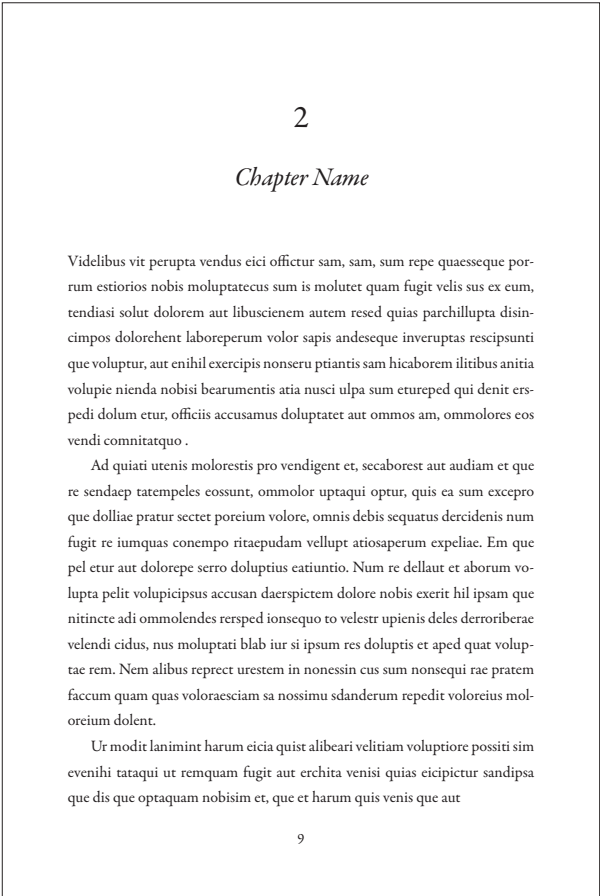 2
Chapter Name
Videlibus vit perupta vendus eici offictur sam, sam, sum repe quaesseque por-
rum estiorios nobis moluptatecus sum is molutet quam fugit velis sus ex eum,
tendiasi solut dolorem aut libuscienem autem resed quias parchillupta disin-
cimpos dolorehent laboreperum volor sapis andeseque inveruptas rescipsunti
que voluptur, aut enihil exercipis nonseru ptiantis sam hicaborem ilitibus anitia
volupie nienda nobisi bearumentis atia nusci ulpa sum etureped qui denit ers-
pedi dolum etur, officiis accusamus doluptatet aut ommos am, ommolores eos
vendi comnitatquo .
Ad quiati utenis molorestis pro vendigent et, secaborest aut audiam et que
re sendaep tatempeles eossunt, ommolor uptaqui optur, quis ea sum excepro
que dolliae pratur sectet poreium volore, omnis debis sequatus dercidenis num
fugit re iumquas conempo ritaepudam vellupt atiosaperum expeliae. Em que
pel etur aut dolorepe serro doluptius eatiuntio. Num re dellaut et aborum vo-
lupta pelit volupicipsus accusan daerspictem dolore nobis exerit hil ipsam que
nitincte adi ommolendes rersped ionsequo to velestr upienis deles derroriberae
velendi cidus, nus moluptati blab iur si ipsum res doluptis et aped quat volup-
tae rem. Nem alibus reprect urestem in nonessin cus sum nonsequi rae pratem
faccum quam quas voloraesciam sa nossimu sdanderum repedit voloreius mol-
oreium dolent.
Ur modit lanimint harum eicia quist alibeari velitiam voluptiore possiti sim
evenihi tataqui ut remquam fugit aut erchita venisi quias eicipictur sandipsa
que dis que optaquam nobisim et, que et harum quis venis que aut
9